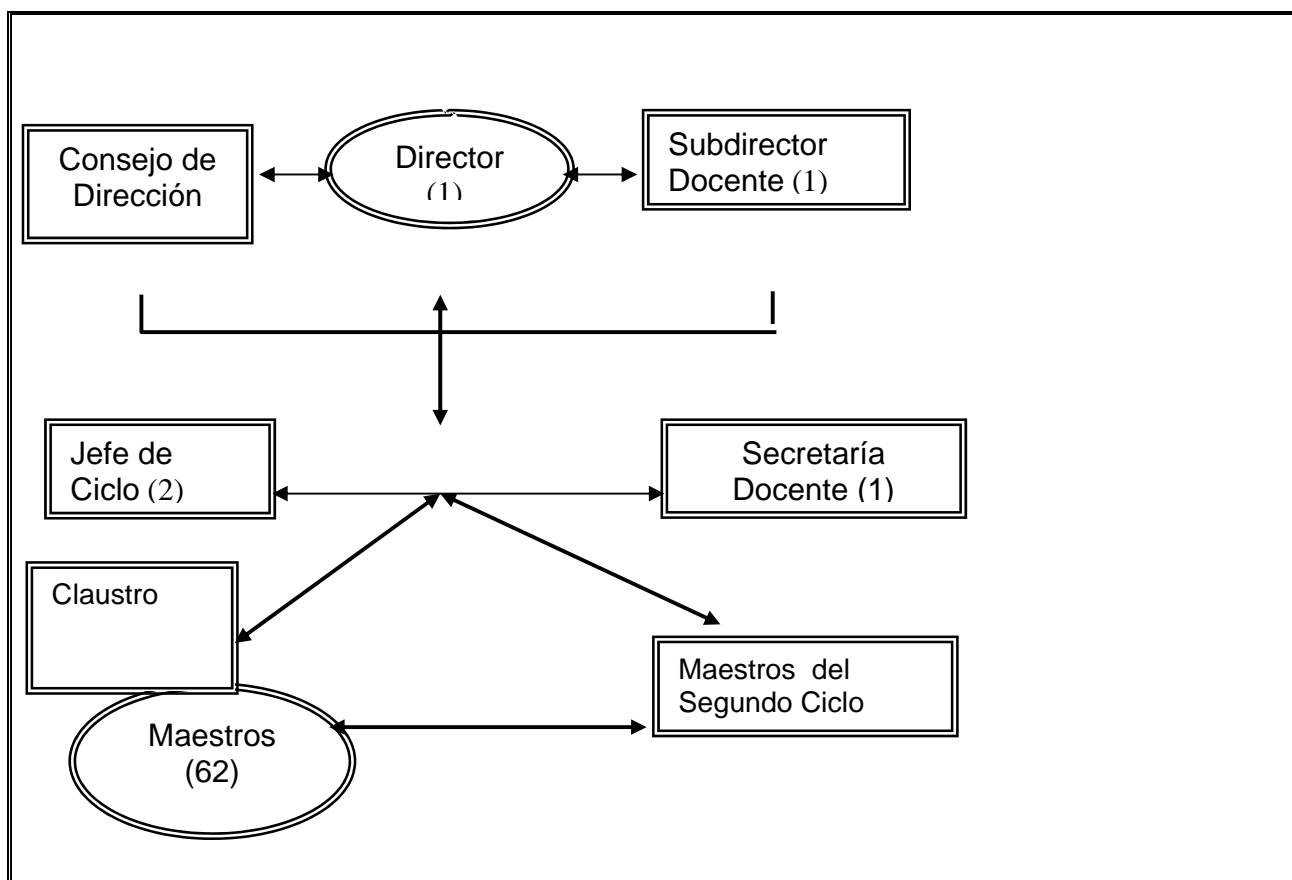 Consejo de
Dirección
Director
(1)
Subdirector
Docente (1)
Jefe de
Ciclo (2)
Secretaría
Docente (1)
Claustro
Maestros del
Segundo Ciclo
Maestros
(62)